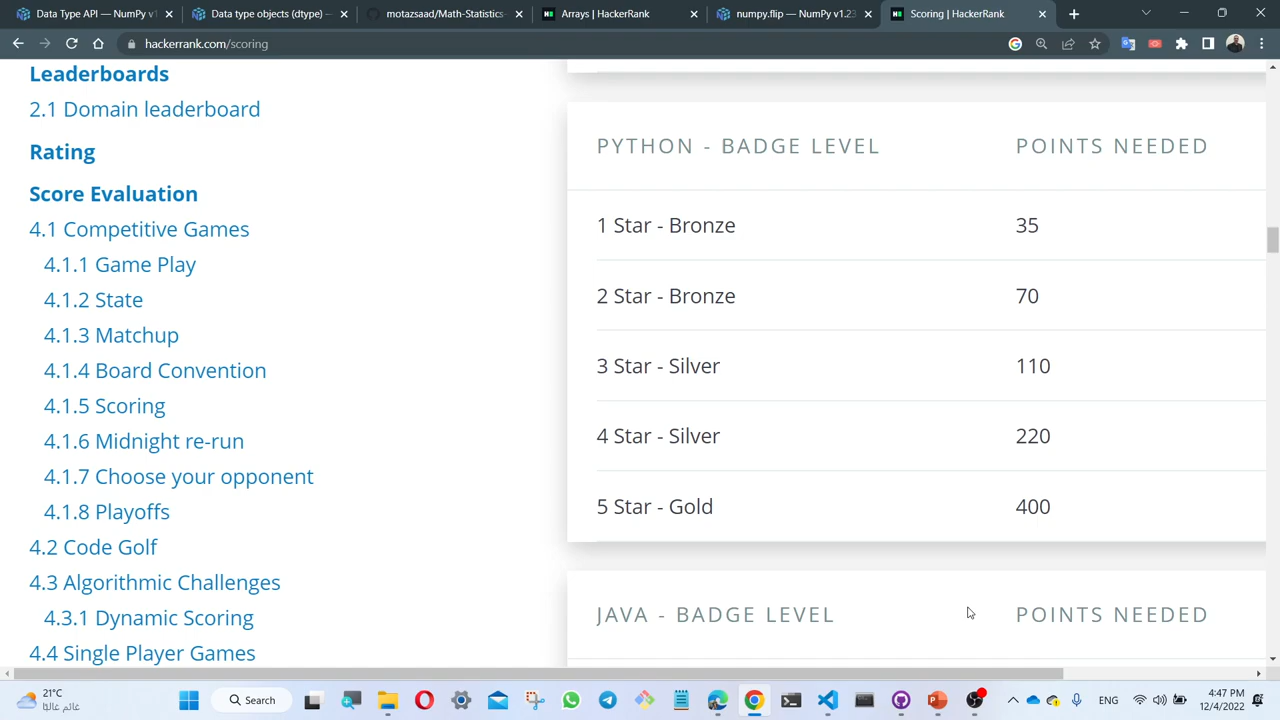 Data Type API — NumPy v1
Data type objects (dtype) —
motazsaad/Math-Statistics-
Arrays | HackerRank
numpy.flip — NumPy v1.23
Scoring | HackerRank
hackerrank.com/scoring
Leaderboards
2.1 Domain leaderboard
Rating
Score Evaluation
4.1 Competitive Games
4.1.1 Game Play
4.1.2 State
4.1.3 Matchup
4.1.4 Board Convention
4.1.5 Scoring
4.1.6 Midnight re-run
4.1.7 Choose your opponent
4.1.8 Playoffs
4.2 Code Golf
4.3 Algorithmic Challenges
4.3.1 Dynamic Scoring
4.4 Single Player Games
PYTHON - BADGE LEVEL POINTS NEEDED
1 Star - Bronze 35
2 Star - Bronze 70
3 Star - Silver 110
4 Star - Silver 220
5 Star - Gold 400
JAVA - BADGE LEVEL POINTS NEEDED
21°C
غائم غالبًا
Search
ENG
4:47 PM
12/4/2022